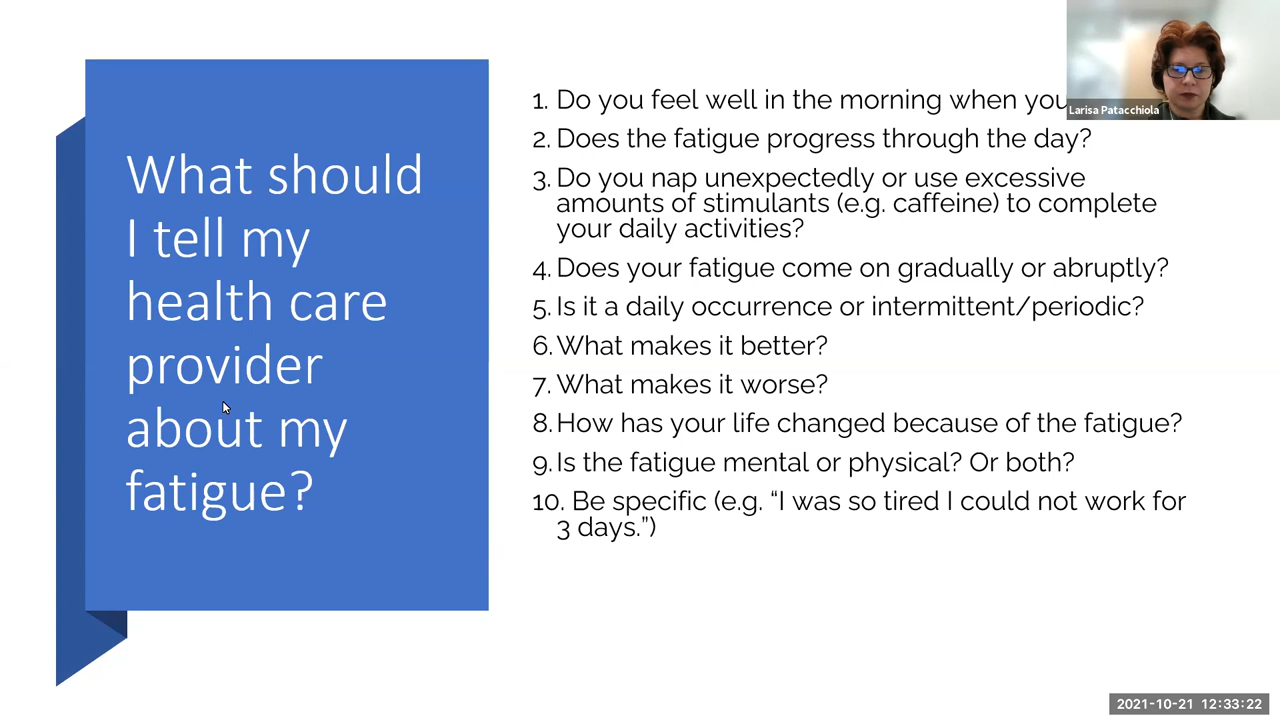 What should
I tell my
health care
provider
about my
fatigue?
1. Do you feel well in the morning when you
2. Does the fatigue progress through the day?
3. Do you nap unexpectedly or use excessive
amounts of stimulants (e.g. caffeine) to complete
your daily activities?
4. Does your fatigue come on gradually or abruptly?
5. Is it a daily occurrence or intermittent/periodic?
6. What makes it better?
7. What makes it worse?
8. How has your life changed because of the fatigue?
9. Is the fatigue mental or physical? Or both?
10. Be specific (e.g. “I was so tired I could not work for
3 days.”)
Larisa Patacchiola
2021-10-21 12:33:22